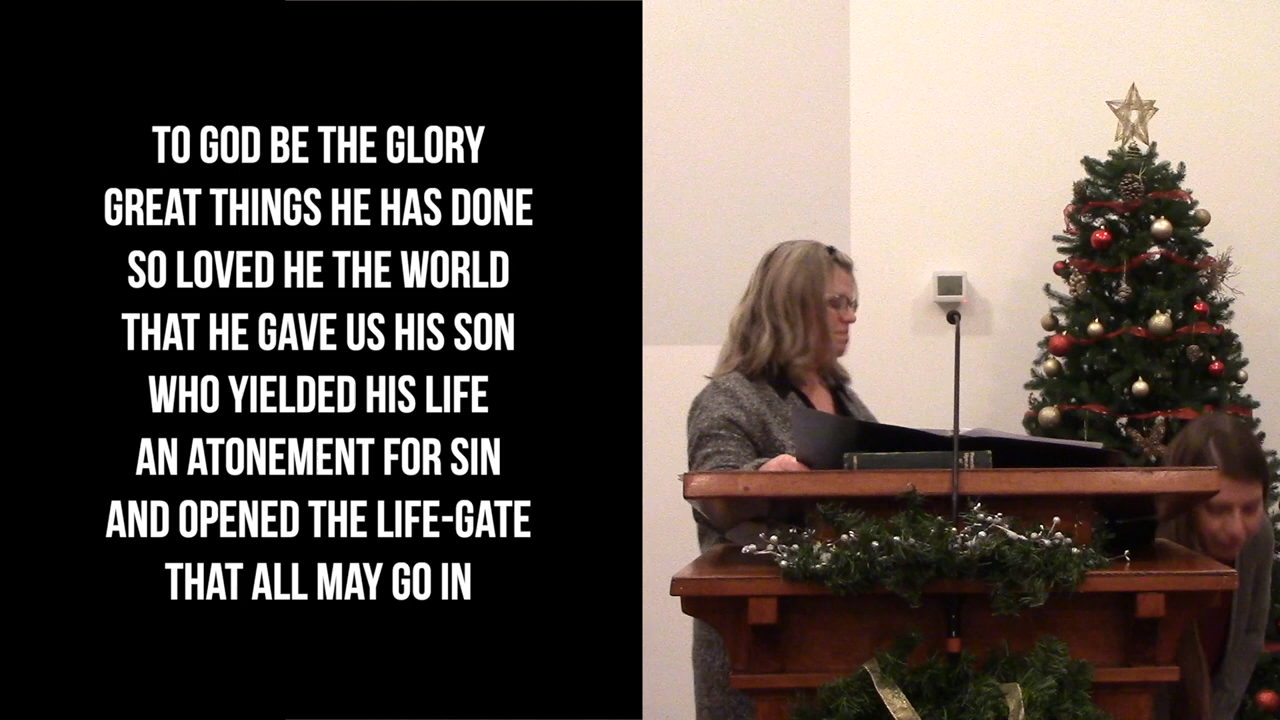 TO GOD BE THE GLORY
GREAT THINGS HE HAS DONE
SO LOVED HE THE WORLD
THAT HE GAVE US HIS SON
WHO YIELDED HIS LIFE
AN ATONEMENT FOR SIN
AND OPENED THE LIFE-GATE
THAT ALL MAY GO IN